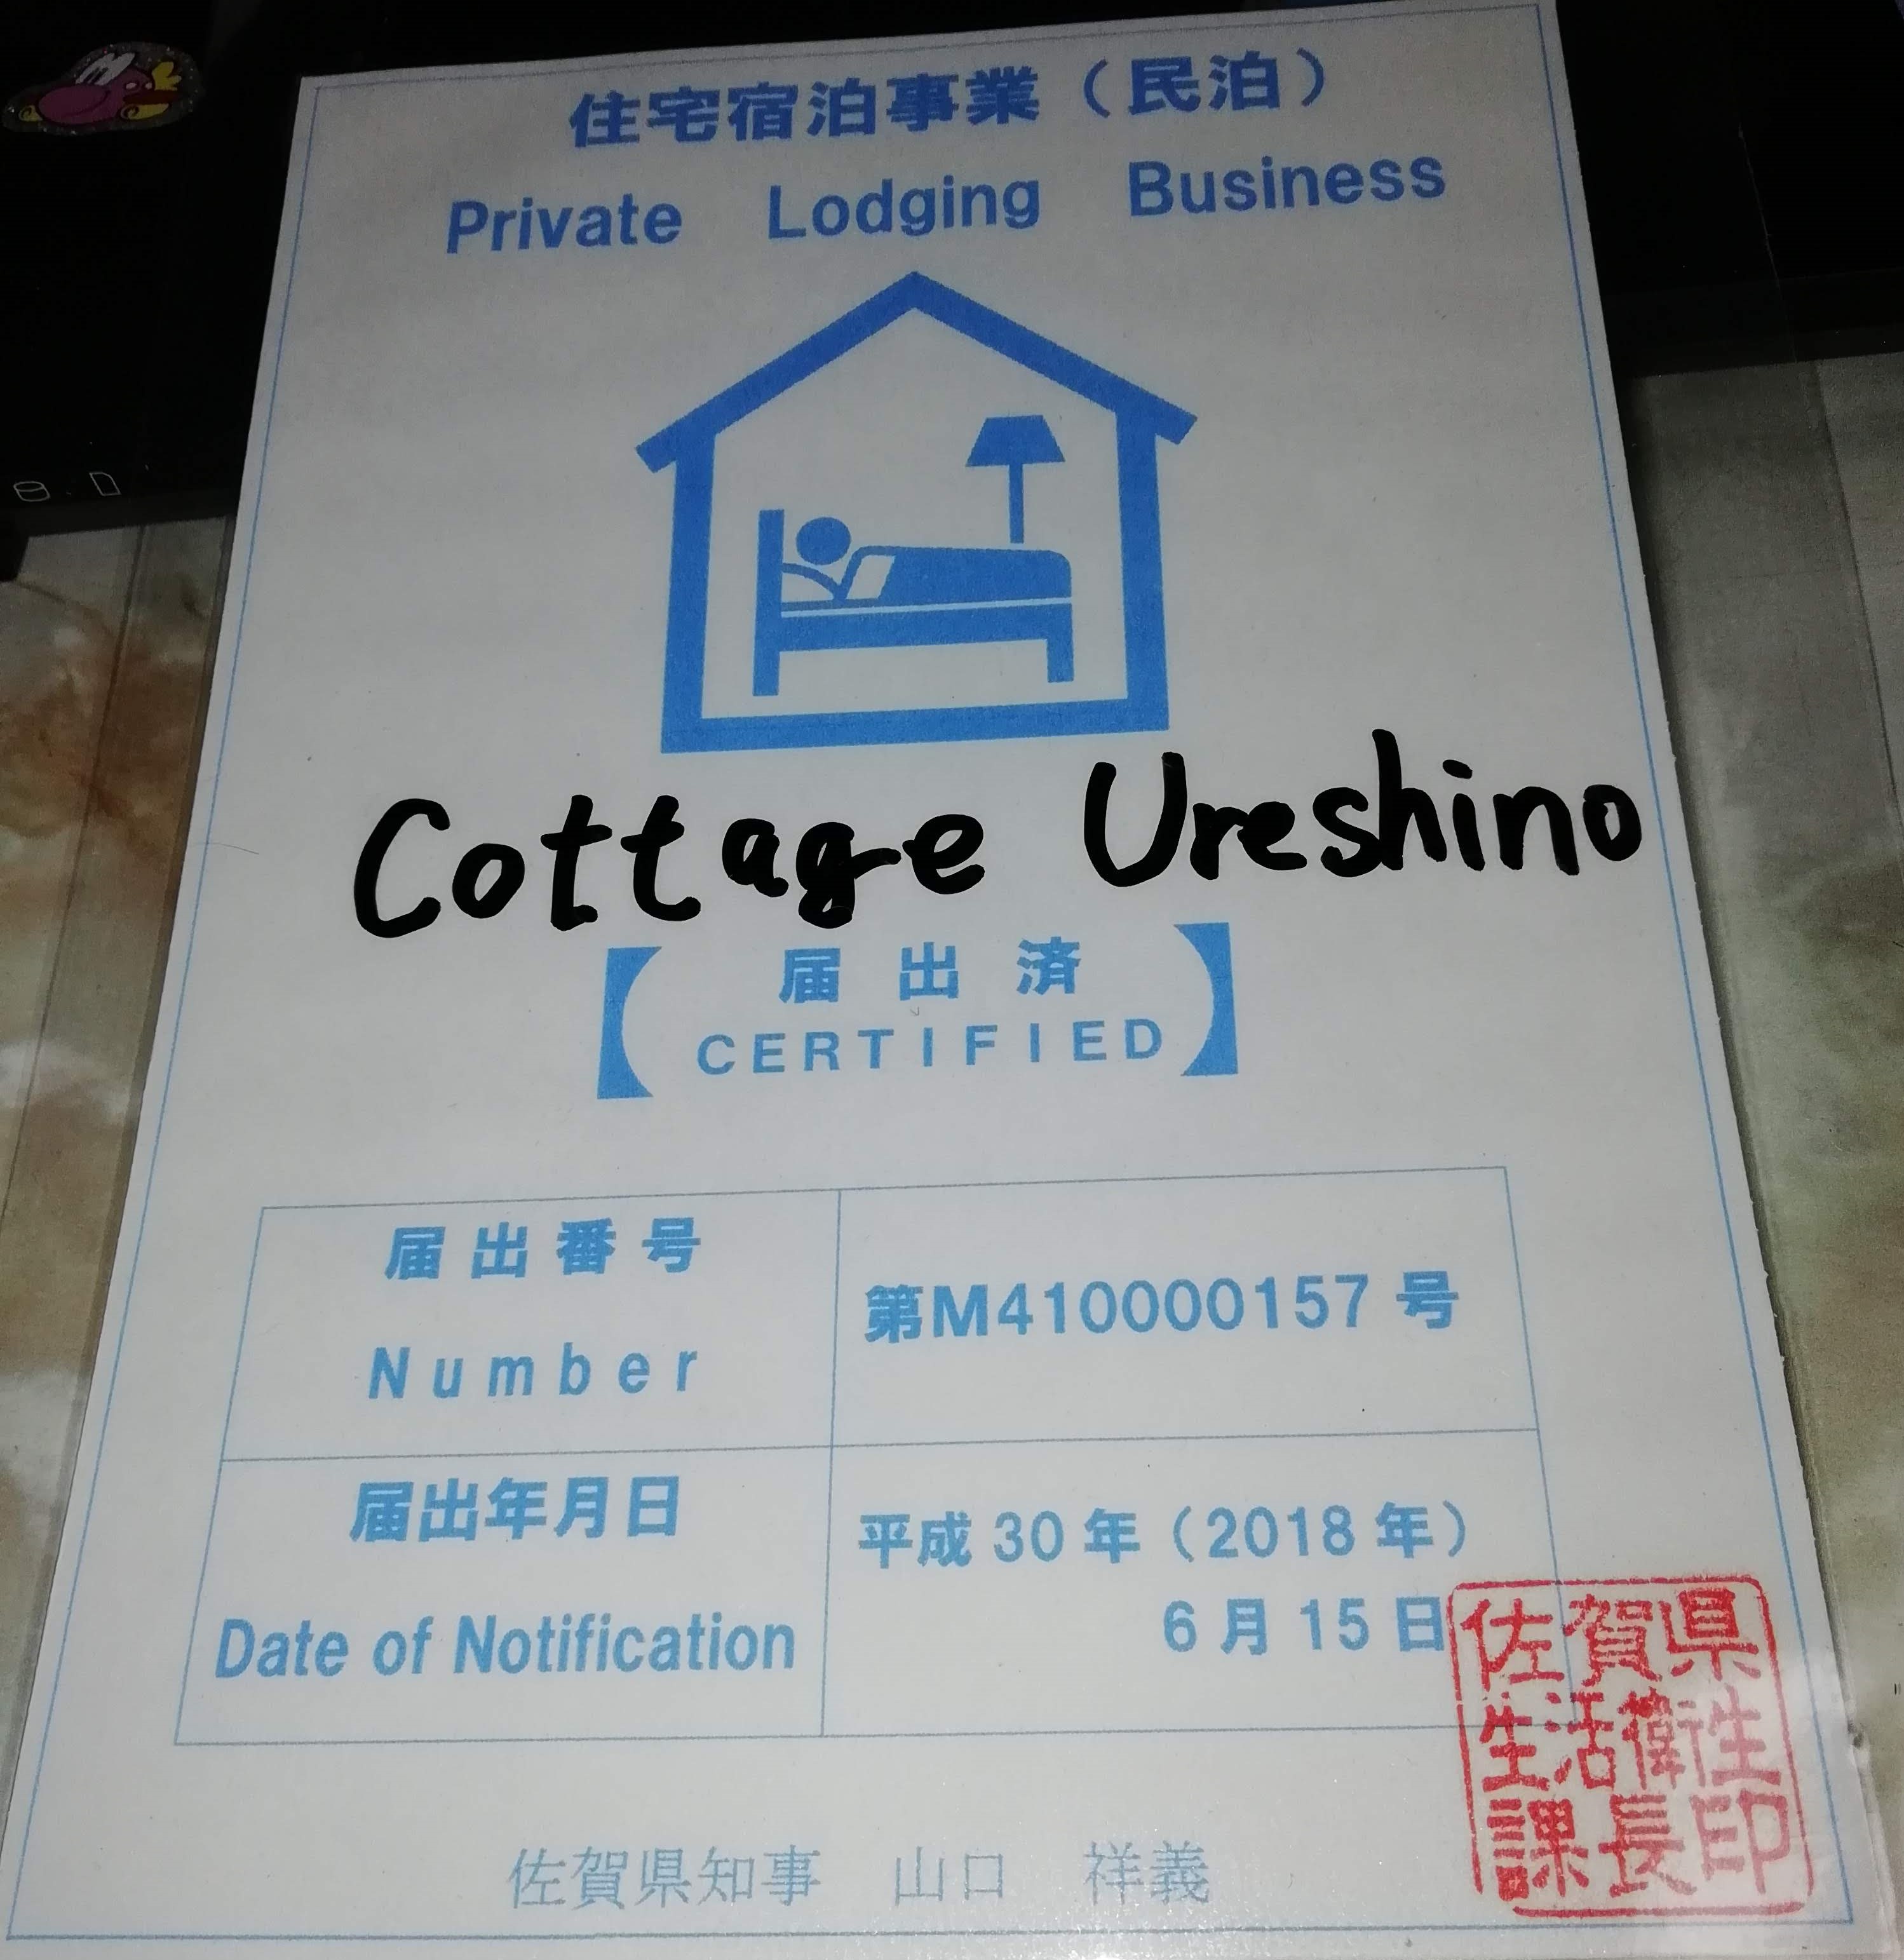 住宅宿泊事業（民泊）
Private Lodging Business
Cottage Ureshino
【届出済
CERTIFIED】
届出番号
Number
第M410000157号
届出年月日
Date of Notification
平成30年（2018年）
6月15日
佐賀県
生活衛生
課長印
佐賀県知事 山口 祥義